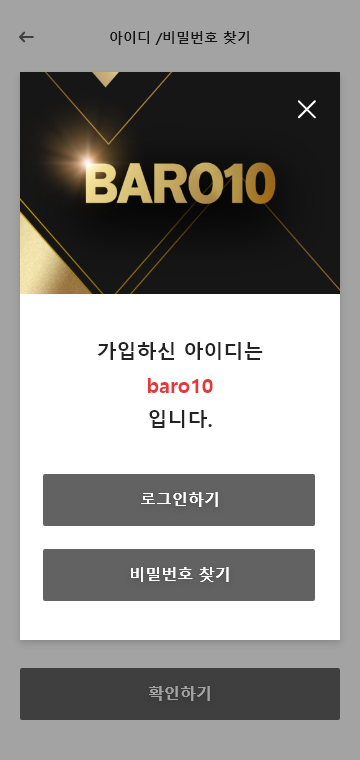 아이디 /비밀번호 찾기
BARO10
가입하신 아이디는
baro10
입니다.
로그인하기
비밀번호 찾기
확인하기